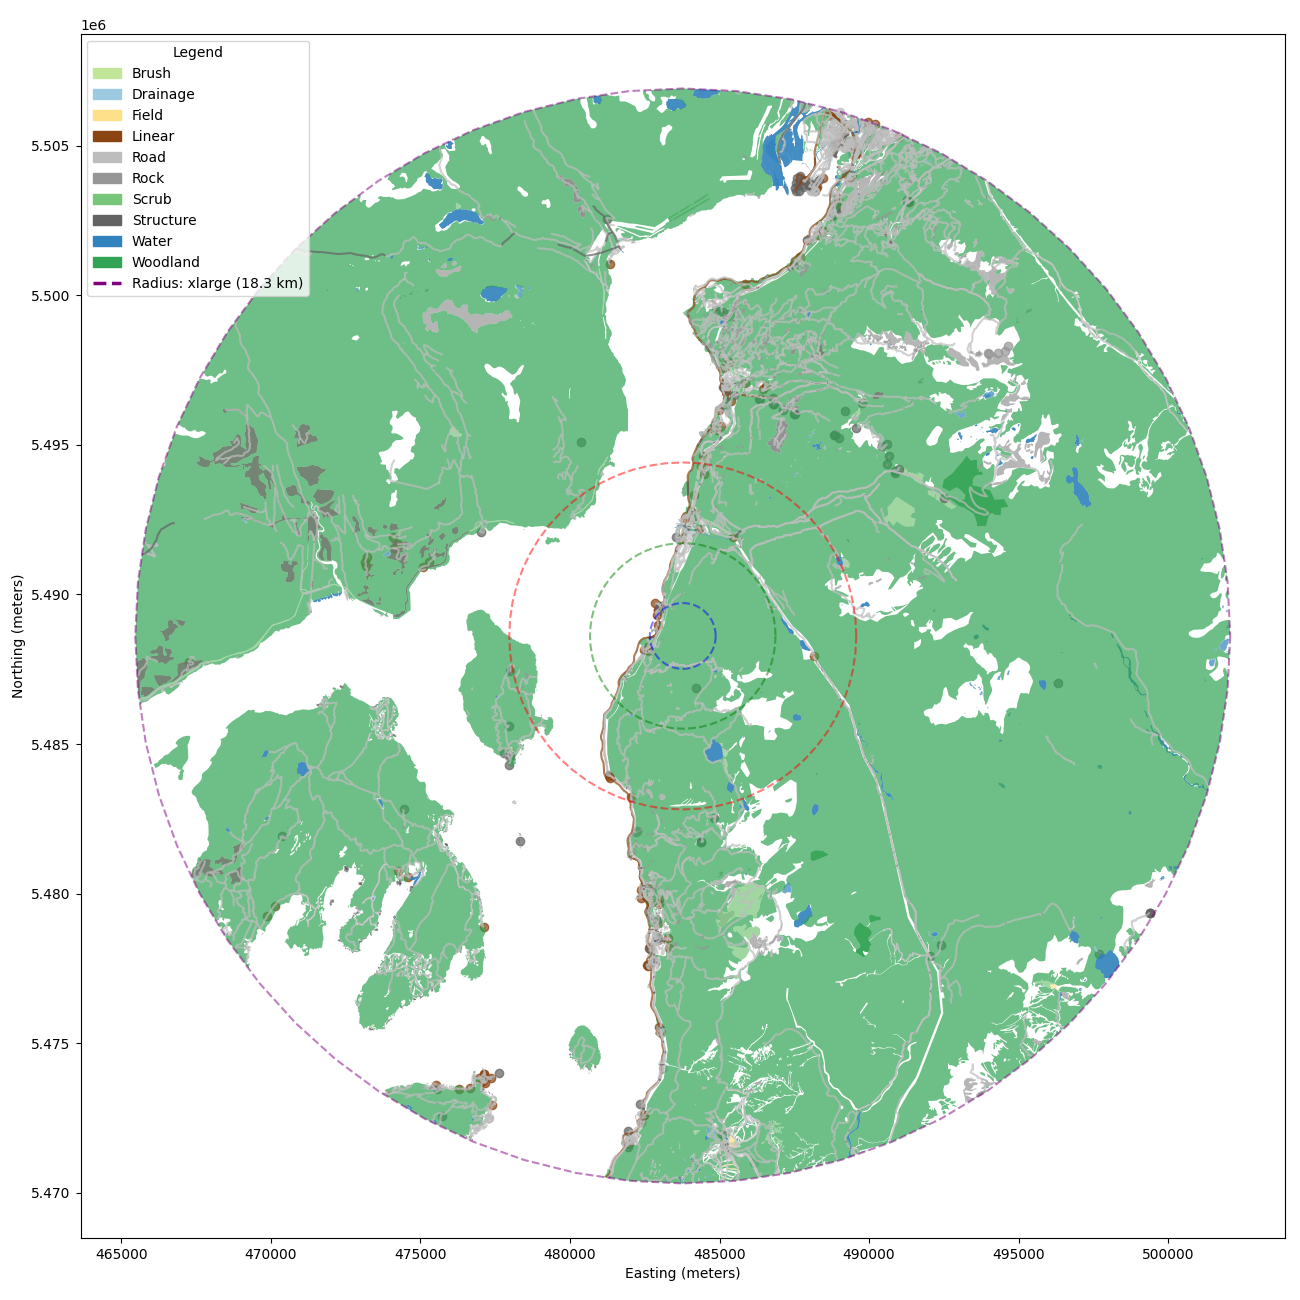 1e6
Legend
Brush
Drainage
Field
Linear
Road
Rock
Scrub
Structure
Water
Woodland
Radius: xlarge (18.3 km)
5.505
5.500
5.495
5.490
5.485
5.480
5.475
5.470
Northing (meters)
465000 470000 475000 480000 485000 490000 495000 500000
Easting (meters)